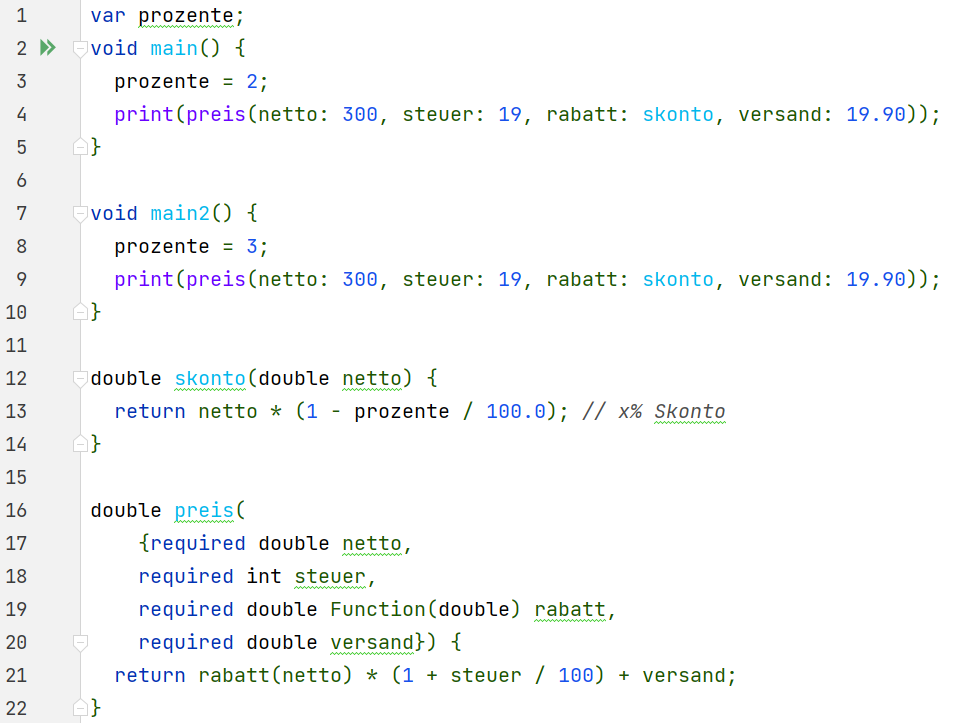 1 var prozente;
2 void main() {
3   prozente = 2;
4   print(preis(netto: 300, steuer: 19, rabatt: skonto, versand: 19.90));
5 }
6
7 void main2() {
8   prozente = 3;
9   print(preis(netto: 300, steuer: 19, rabatt: skonto, versand: 19.90));
10 }
11
12 double skonto(double netto) {
13   return netto * (1 - prozente / 100.0); // x% Skonto
14 }
15
16 double preis(
17     {required double netto,
18     required int steuer,
19     required double Function(double) rabatt,
20     required double versand}) {
21   return rabatt(netto) * (1 + steuer / 100) + versand;
22 }